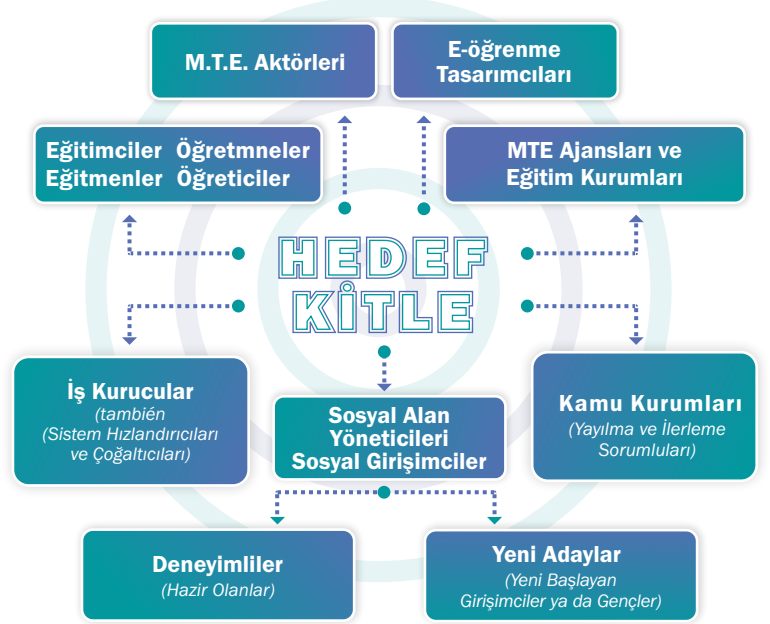 M.T.E. Aktörleri
E-öğrenme
Tasarımcıları
Eğitimciler Öğretmneler
Eğitmenler Öğreticiler
MTE Ajansları ve
Eğitim Kurumları
HEDEF
KİTLE
İş Kurucular
(también
(Sistem Hızlandırıcıları
ve Çoğaltıcıları)
Sosyal Alan
Yöneticileri
Sosyal Girişimciler
Kamu Kurumları
(Yayılma ve İlerleme
Sorumluları)
Deneyimliler
(Hazir Olanlar)
Yeni Adaylar
(Yeni Başlayan
Girişimciler ya da Gençler)